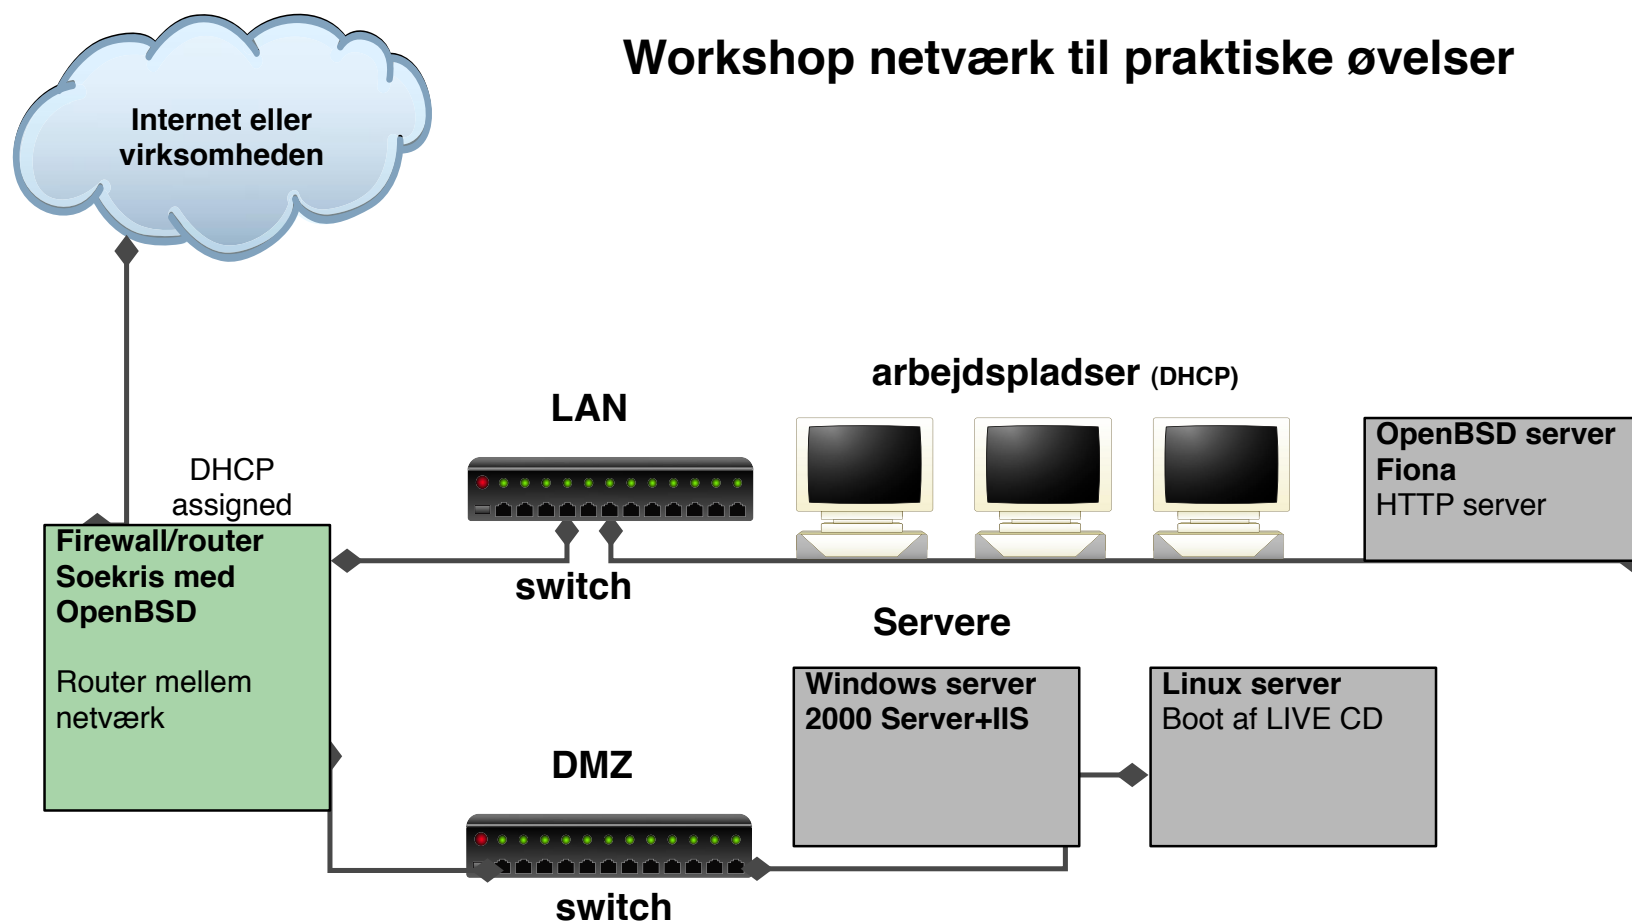 Workshop netværk til praktiske øvelser
Internet eller
virksomheden
arbejdspladser (DHCP)
LAN
OpenBSD server
Fiona
HTTP server
DHCP
assigned
Firewall/router
Soekris med
OpenBSD
Router mellem
netværk
switch
Servere
Windows server
2000 Server+IIS
Linux server
Boot af LIVE CD
DMZ
switch